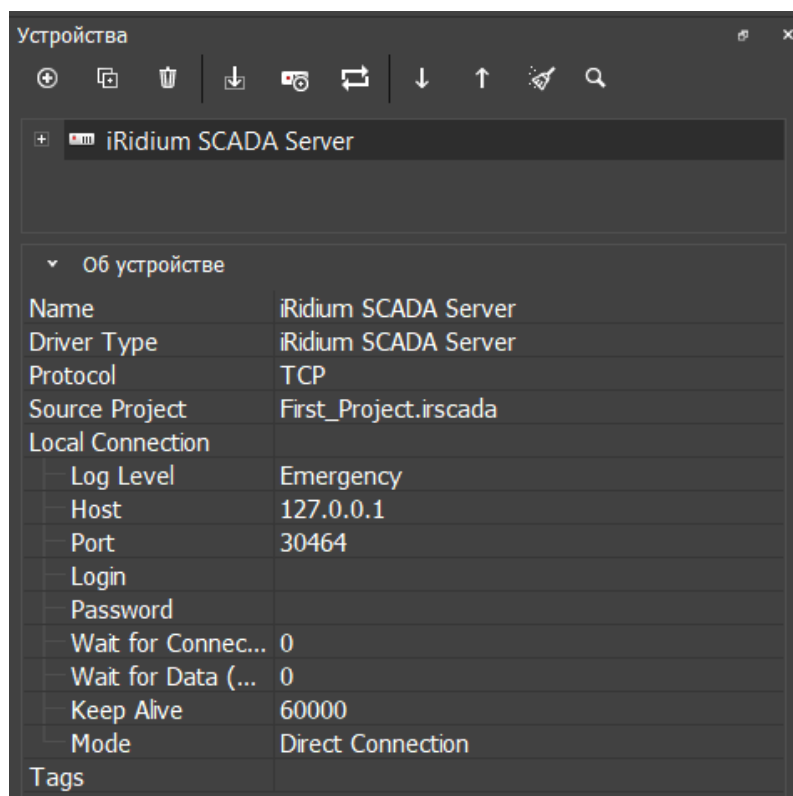 Устройства
iRidium SCADA Server
Об устройстве
Name iRidium SCADA Server
Driver Type iRidium SCADA Server
Protocol TCP
Source Project First_Project.irscada
Local Connection
Log Level Emergency
Host 127.0.0.1
Port 30464
Login
Password
Wait for Connec... 0
Wait for Data (... 0
Keep Alive 60000
Mode Direct Connection
Tags